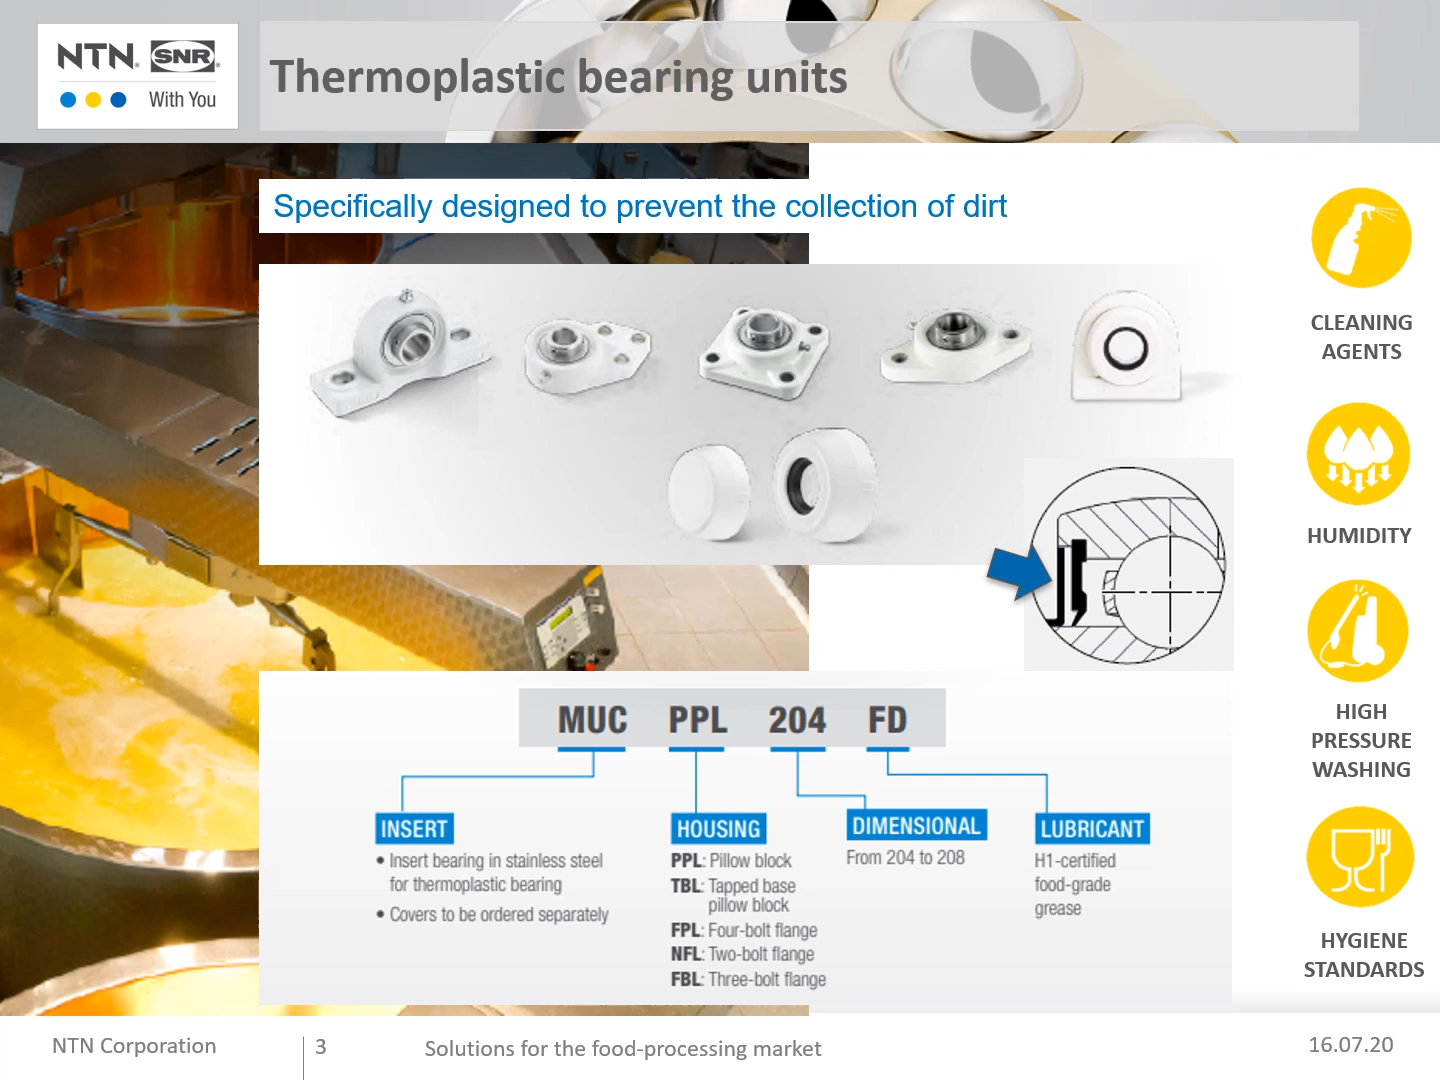 NTN SNR
With You
Thermoplastic bearing units
Specifically designed to prevent the collection of dirt
CLEANING
AGENTS
HUMIDITY
HIGH
PRESSURE
WASHING
HYGIENE
STANDARDS
MUC PPL 204 FD
INSERT
• Insert bearing in stainless steel
for thermoplastic bearing
• Covers to be ordered separately
HOUSING
PPL: Pillow block
TBL: Tapped base
pillow block
FPL: Four-bolt flange
NFL: Two-bolt flange
FBL: Three-bolt flange
DIMENSIONAL
From 204 to 208
LUBRICANT
H1-certified
food-grade
grease
NTN Corporation
3
Solutions for the food-processing market
16.07.20